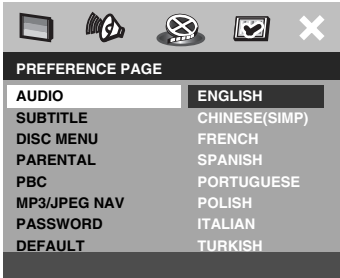 PREFERENCE PAGE
AUDIO ENGLISH
SUBTITLE CHINESE(SIMP)
DISC MENU FRENCH
PARENTAL SPANISH
PBC PORTUGUESE
MP3/JPEG NAV POLISH
PASSWORD ITALIAN
DEFAULT TURKISH